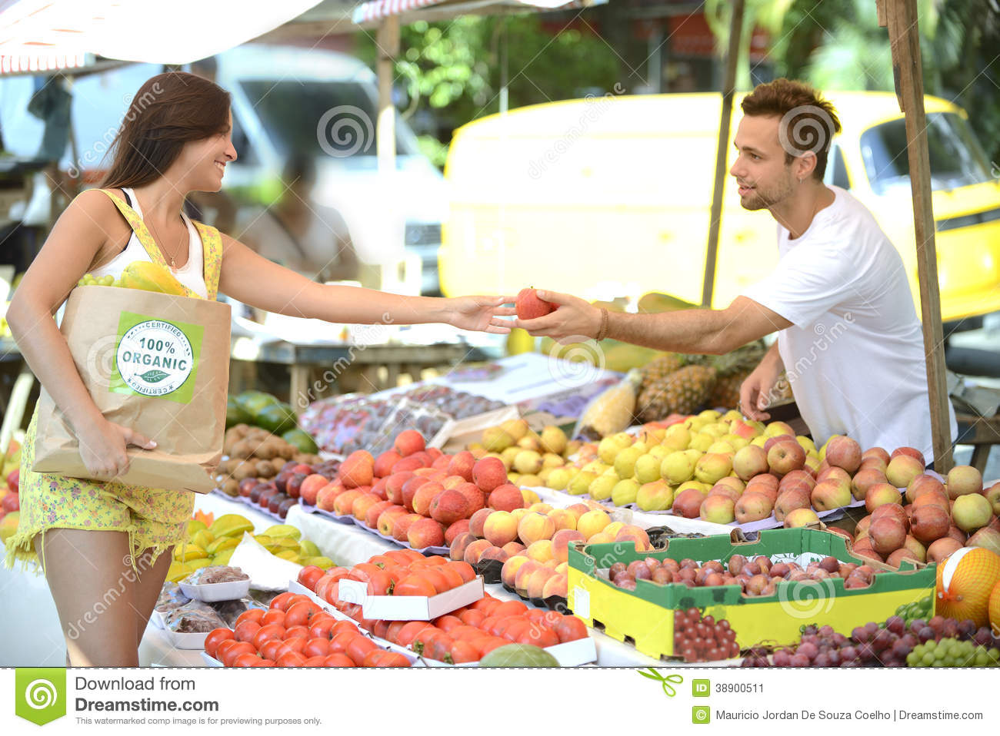 CERTIFIED
100%
ORGANIC
CERTIFIED
dreamstime
Download from
Dreamstime.com
This watermarked comp image is for previewing purposes only.
ID 38900511
© Mauricio Jordan De Souza Coelho | Dreamstime.com